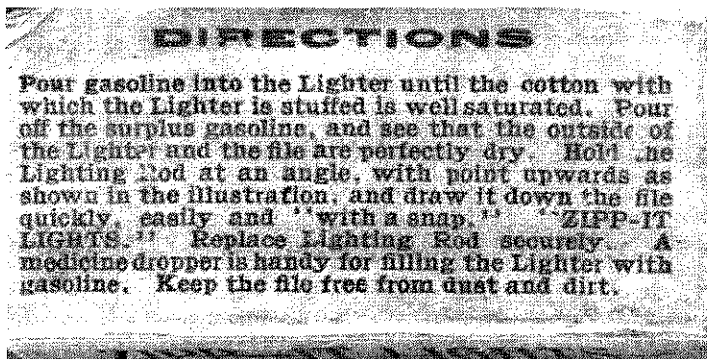 DIRECTIONS
Pour gasoline into the Lighter until the cotton with
which the Lighter is stuffed is well saturated. Pour
off the surplus gasoline, and see that the outside of
the Lighter and the file are perfectly dry. Hold the
Lighting Rod at an angle, with point upwards as
shown in the illustration, and draw it down the file
quickly, easily and "with a snap." "ZIPP-IT
LIGHTS." Replace Lighting Rod securely. A
medicine dropper is handy for filling the Lighter with
gasoline. Keep the file free from dust and dirt.